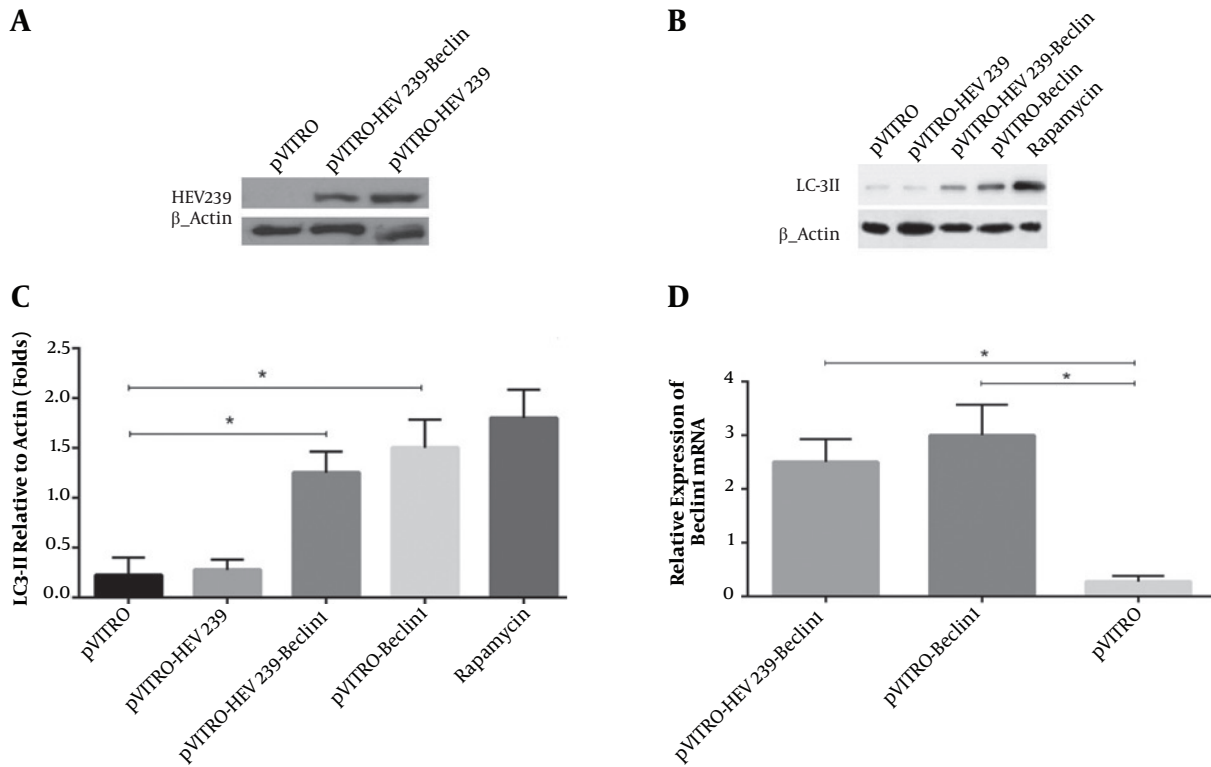 A
pVITRO
pVITRO-HEV 239-Beclin
pVITRO-HEV 239
HEV239
β_Actin
B
pVITRO
pVITRO-HEV 239
pVITRO-HEV 239-Beclin
pVITRO-Beclin
Rapamycin
LC-3II
β_Actin
C
LC3-II Relative to Actin (Folds)
2.5
2.0
1.5
1.0
0.5
0.0
*
*
pVITRO
pVITRO-HEV 239
pVITRO-HEV 239-Beclin1
pVITRO-Beclin1
Rapamycin
D
Relative Expression of
Beclin1 mRNA
4
3
2
1
0
*
*
pVITRO-HEV 239-Beclin1
pVITRO-Beclin1
pVITRO